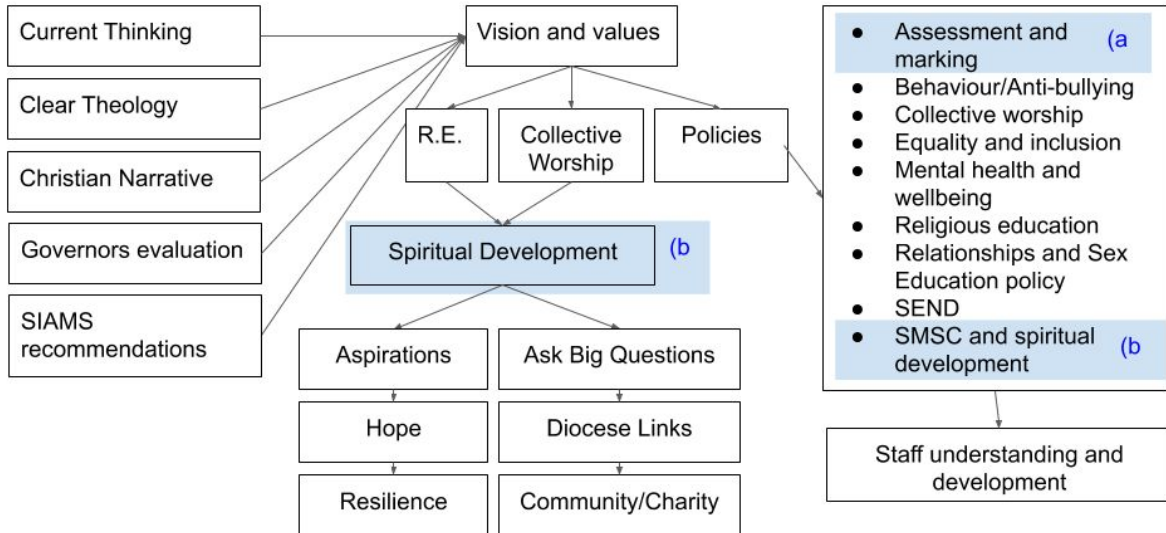 Current Thinking
Clear Theology
Christian Narrative
Governors evaluation
SIAMS
recommendations
Vision and values
R.E.
Collective
Worship
Policies
Spiritual Development
(b
Aspirations
Ask Big Questions
Hope
Diocese Links
Resilience
Community/Charity
● Assessment and (a
marking
● Behaviour/Anti-bullying
● Collective worship
● Equality and inclusion
● Mental health and
wellbeing
● Religious education
● Relationships and Sex
Education policy
● SEND
● SMSC and spiritual (b
development
Staff understanding and
development